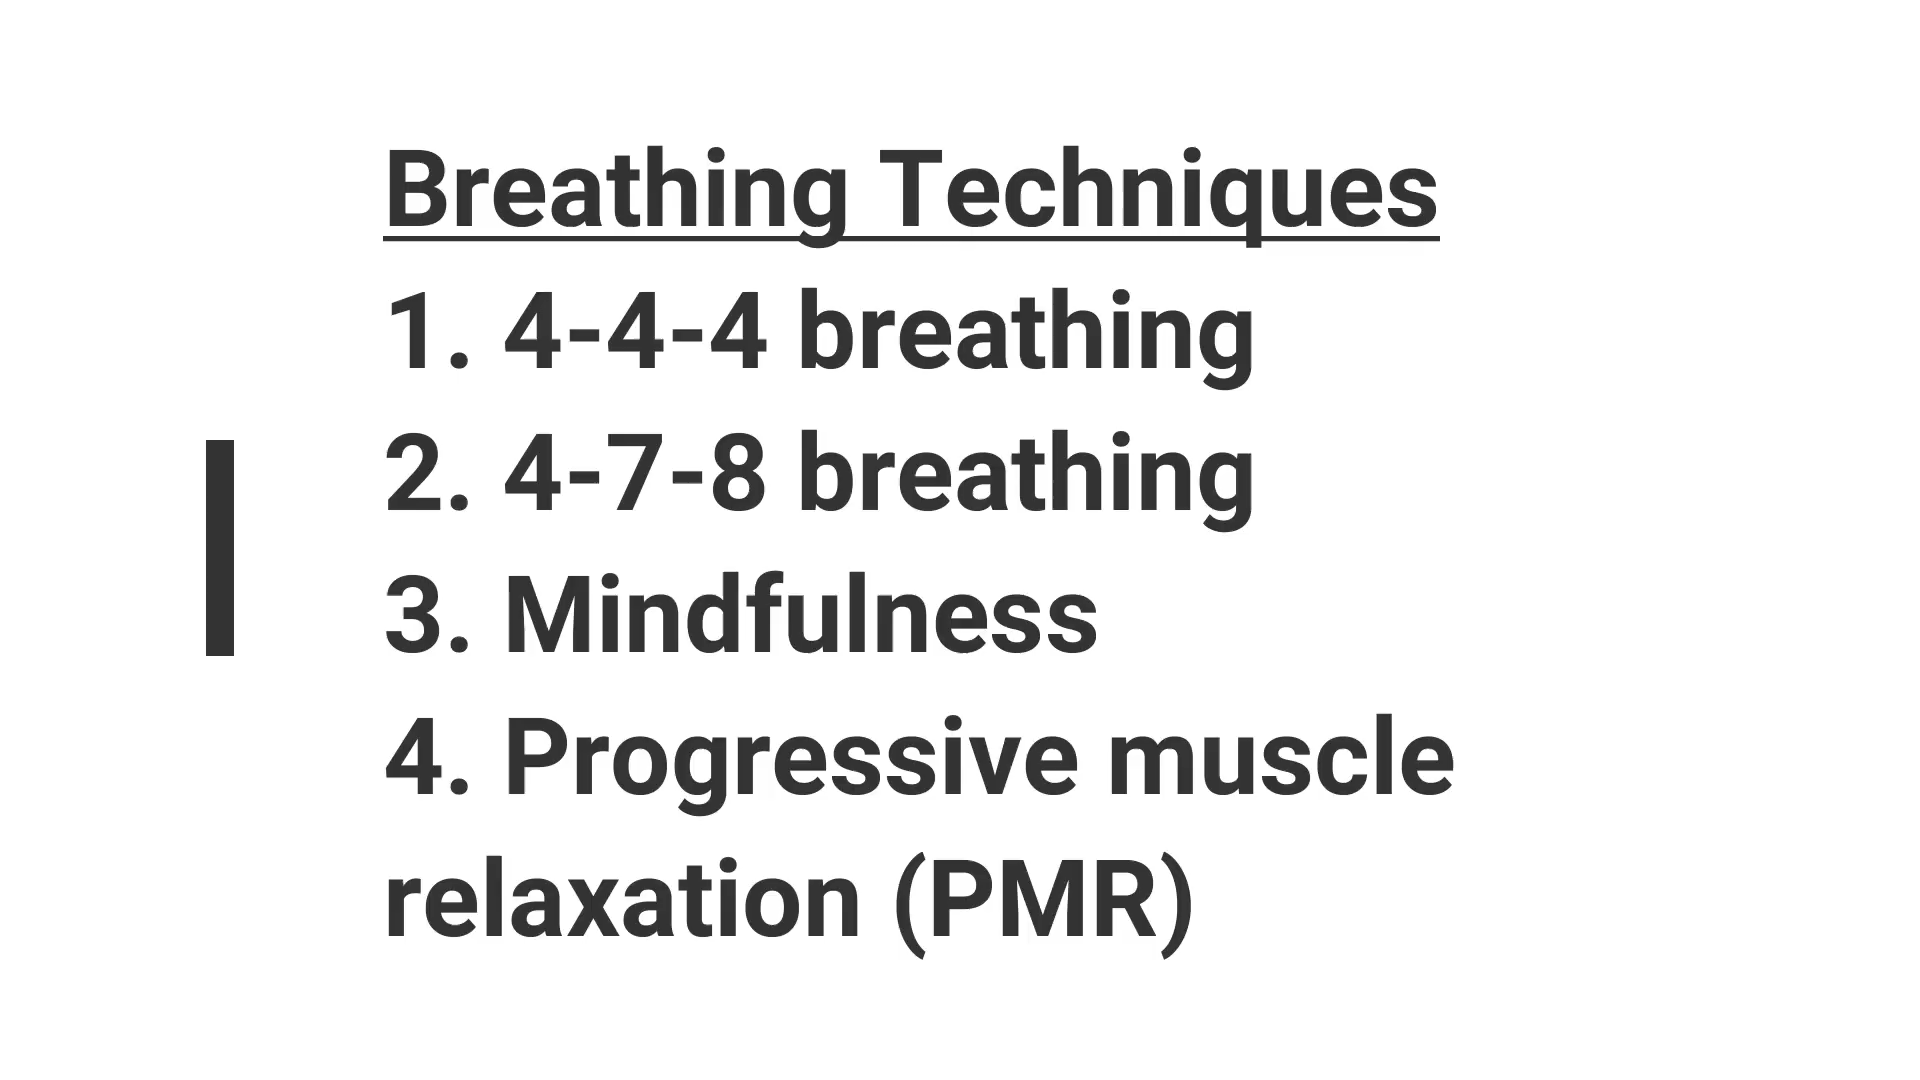 Breathing Techniques
1. 4-4-4 breathing
2. 4-7-8 breathing
3. Mindfulness
4. Progressive muscle
relaxation (PMR)